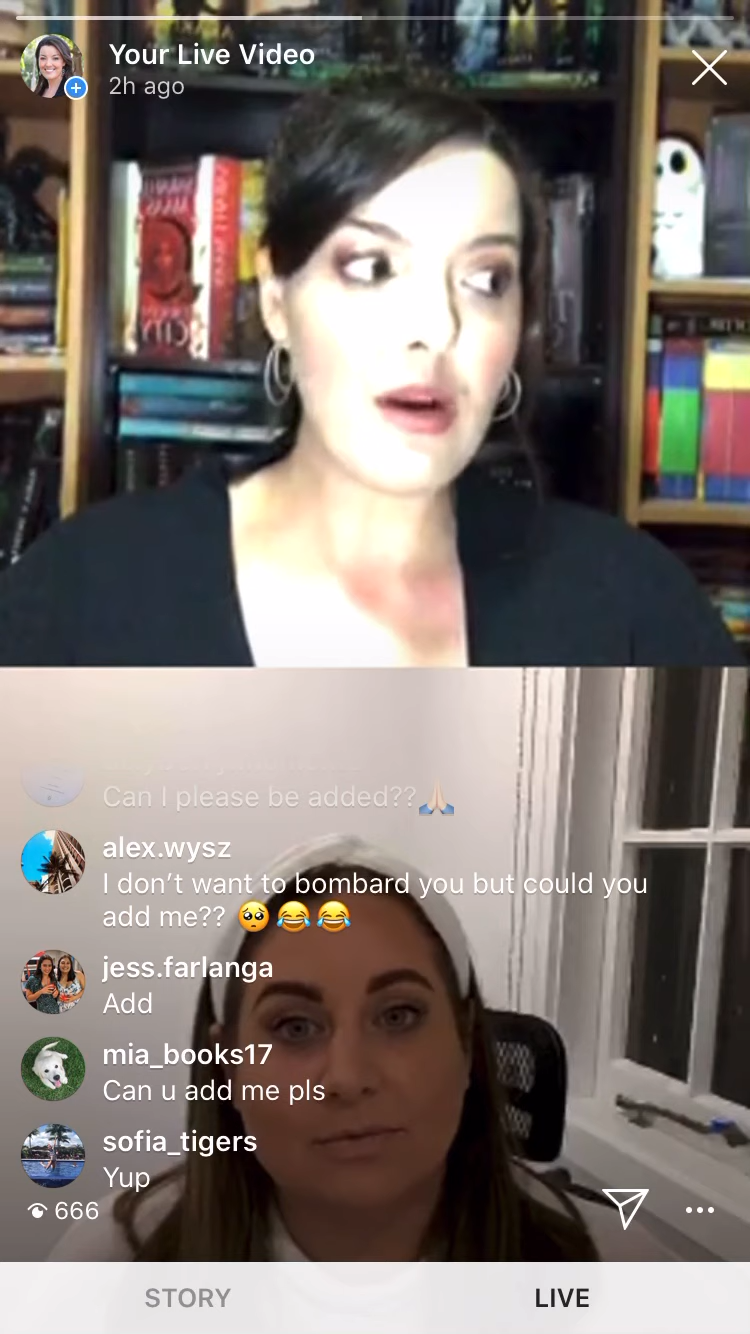 Your Live Video
2h ago
Can I please be added??🙏🏼
alex.wysz
I don’t want to bombard you but could you
add me?? 🥺😂😂
jess.farlanga
Add
mia_books17
Can u add me pls
sofia_tigers
Yup
666
STORY
LIVE